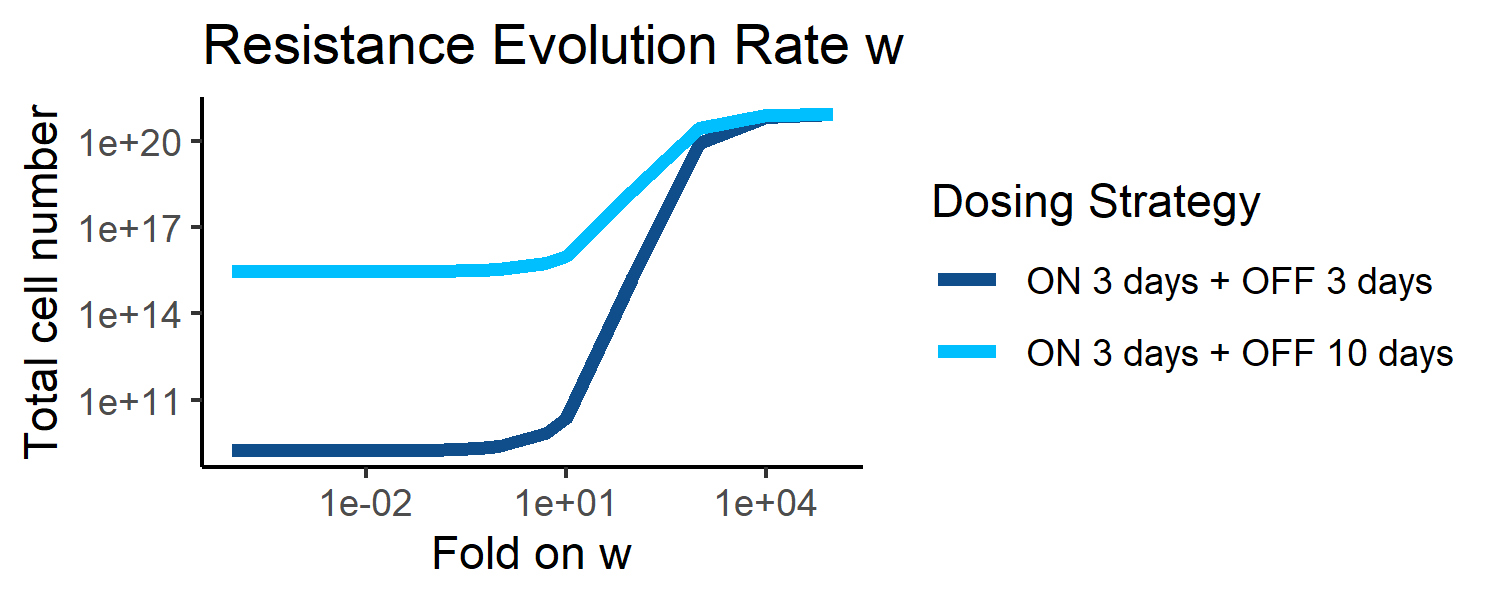 Resistance Evolution Rate w
Total cell number
1e+20
1e+17
1e+14
1e+11
1e-02
1e+01
1e+04
Fold on w
Dosing Strategy
ON 3 days + OFF 3 days
ON 3 days + OFF 10 days